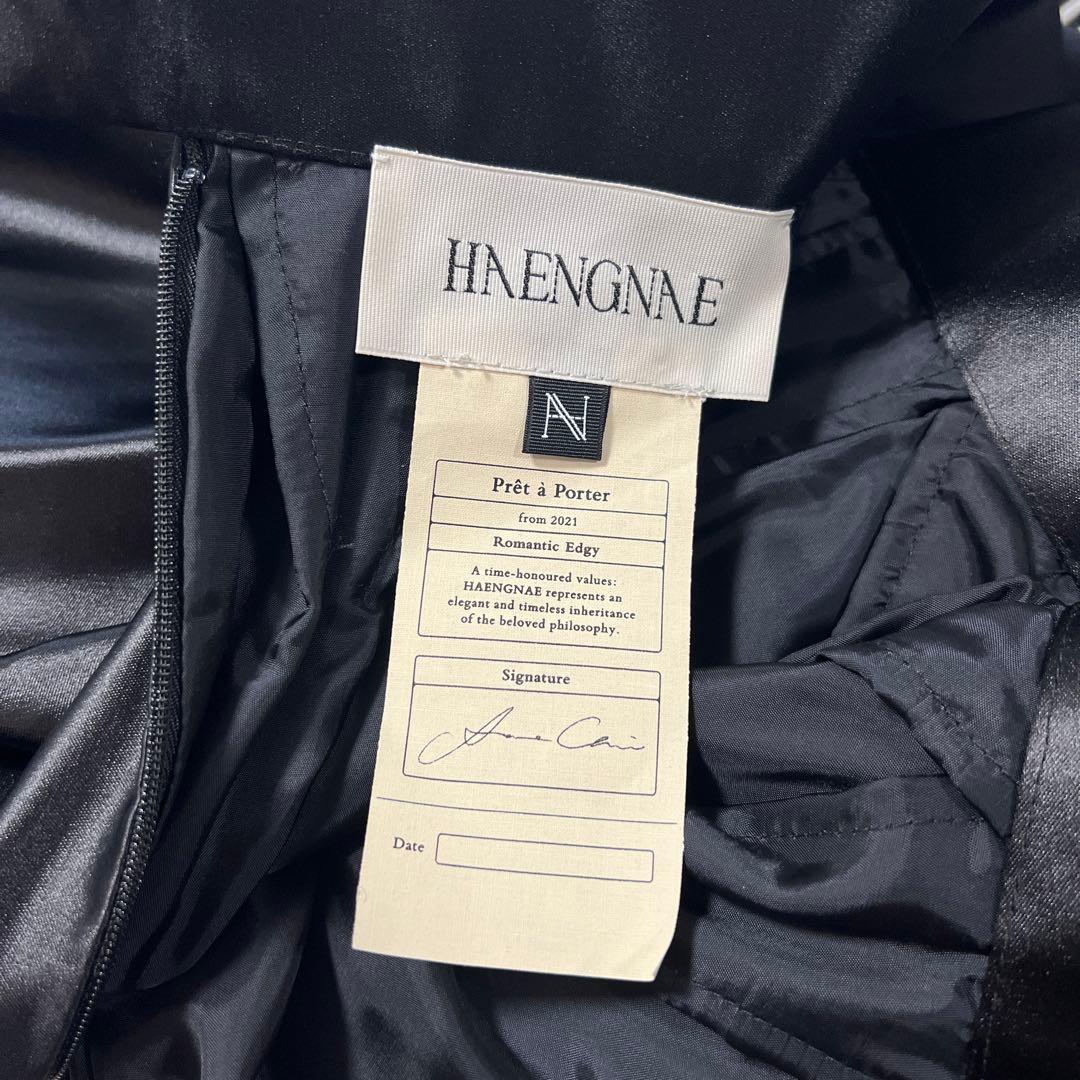 HAENGNAE
N
Prêt à Porter
from 2021
Romantic Edgy
A time-honoured values:
HAENGNAE represents an
elegant and timeless inheritance
of the beloved philosophy.
Signature
Date